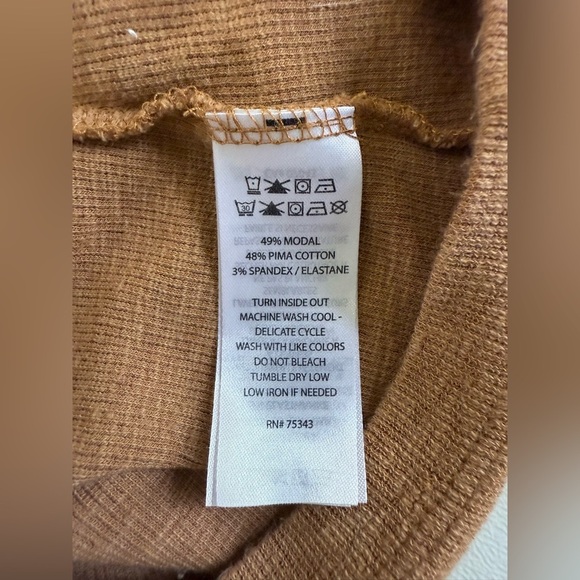 30
49% MODAL
48% PIMA COTTON
3% SPANDEX / ELASTANE
TURN INSIDE OUT
MACHINE WASH COOL -
DELICATE CYCLE
WASH WITH LIKE COLORS
DO NOT BLEACH
TUMBLE DRY LOW
LOW IRON IF NEEDED
RN# 75343